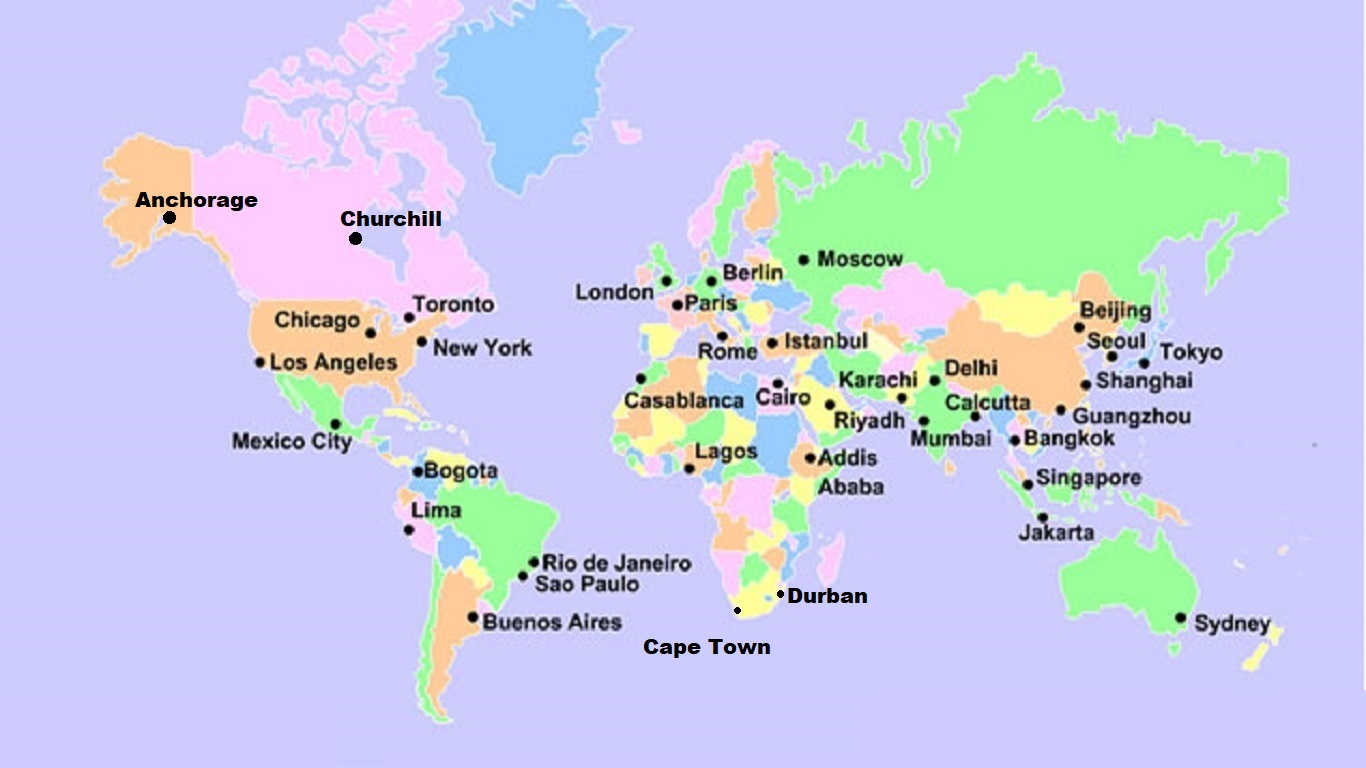 Anchorage
Churchill
Moscow
Berlin
London
Paris
Toronto
Beijing
Chicago
Istanbul
Seoul
New York
Rome
Tokyo
Los Angeles
Delhi
Karachi
Shanghai
Casablanca
Cairo
Calcutta
Riyadh
Guangzhou
Mexico City
Mumbai
Bangkok
Lagos
Addis
Ababa
Bogota
Singapore
Lima
Jakarta
Rio de Janeiro
Sao Paulo
Durban
Buenos Aires
Sydney
Cape Town